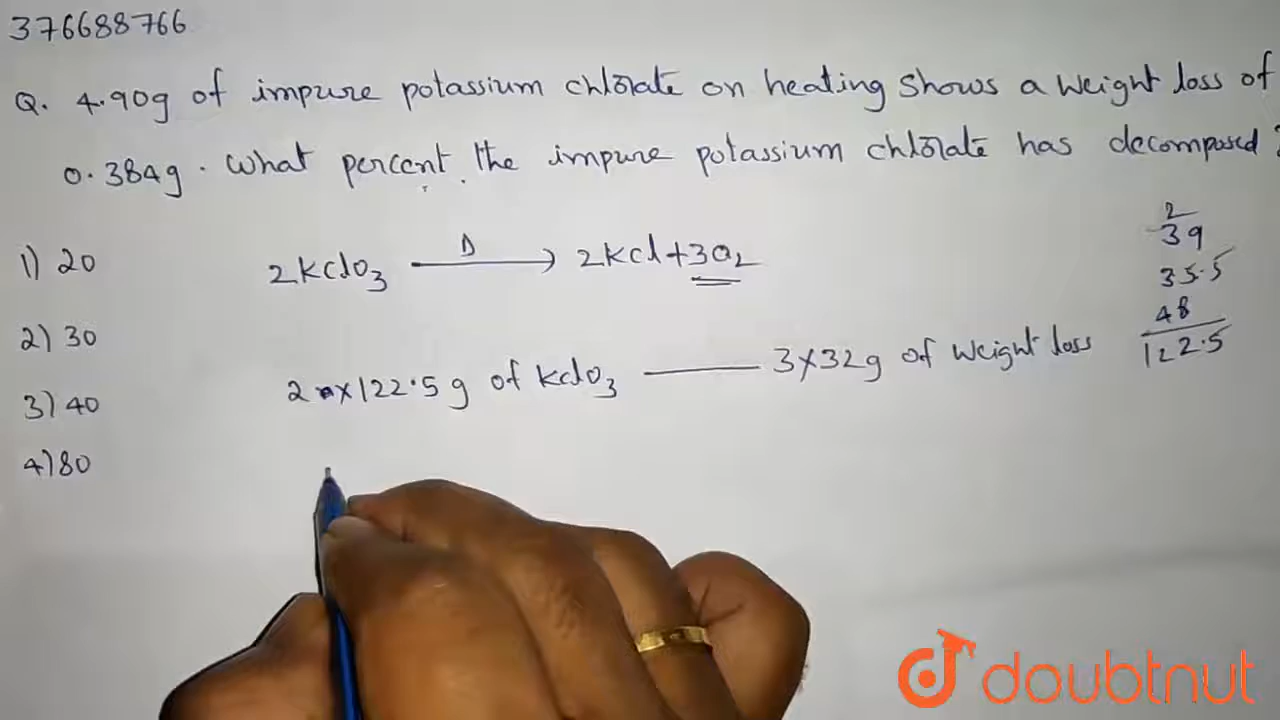 376688766
Q. 4.90g of impure potassium chlorate on heating shows a weight loss of
0.384g. What percent the impure potassium chlorate has decomposed?
1) 20
2KClO3 Δ → 2KCl+3O2
2
39
35.5
48
122.5
2) 30
2 x 122.5 g of KClO3 —— 3x32g of weight loss
3) 40
4) 80
doubtnut